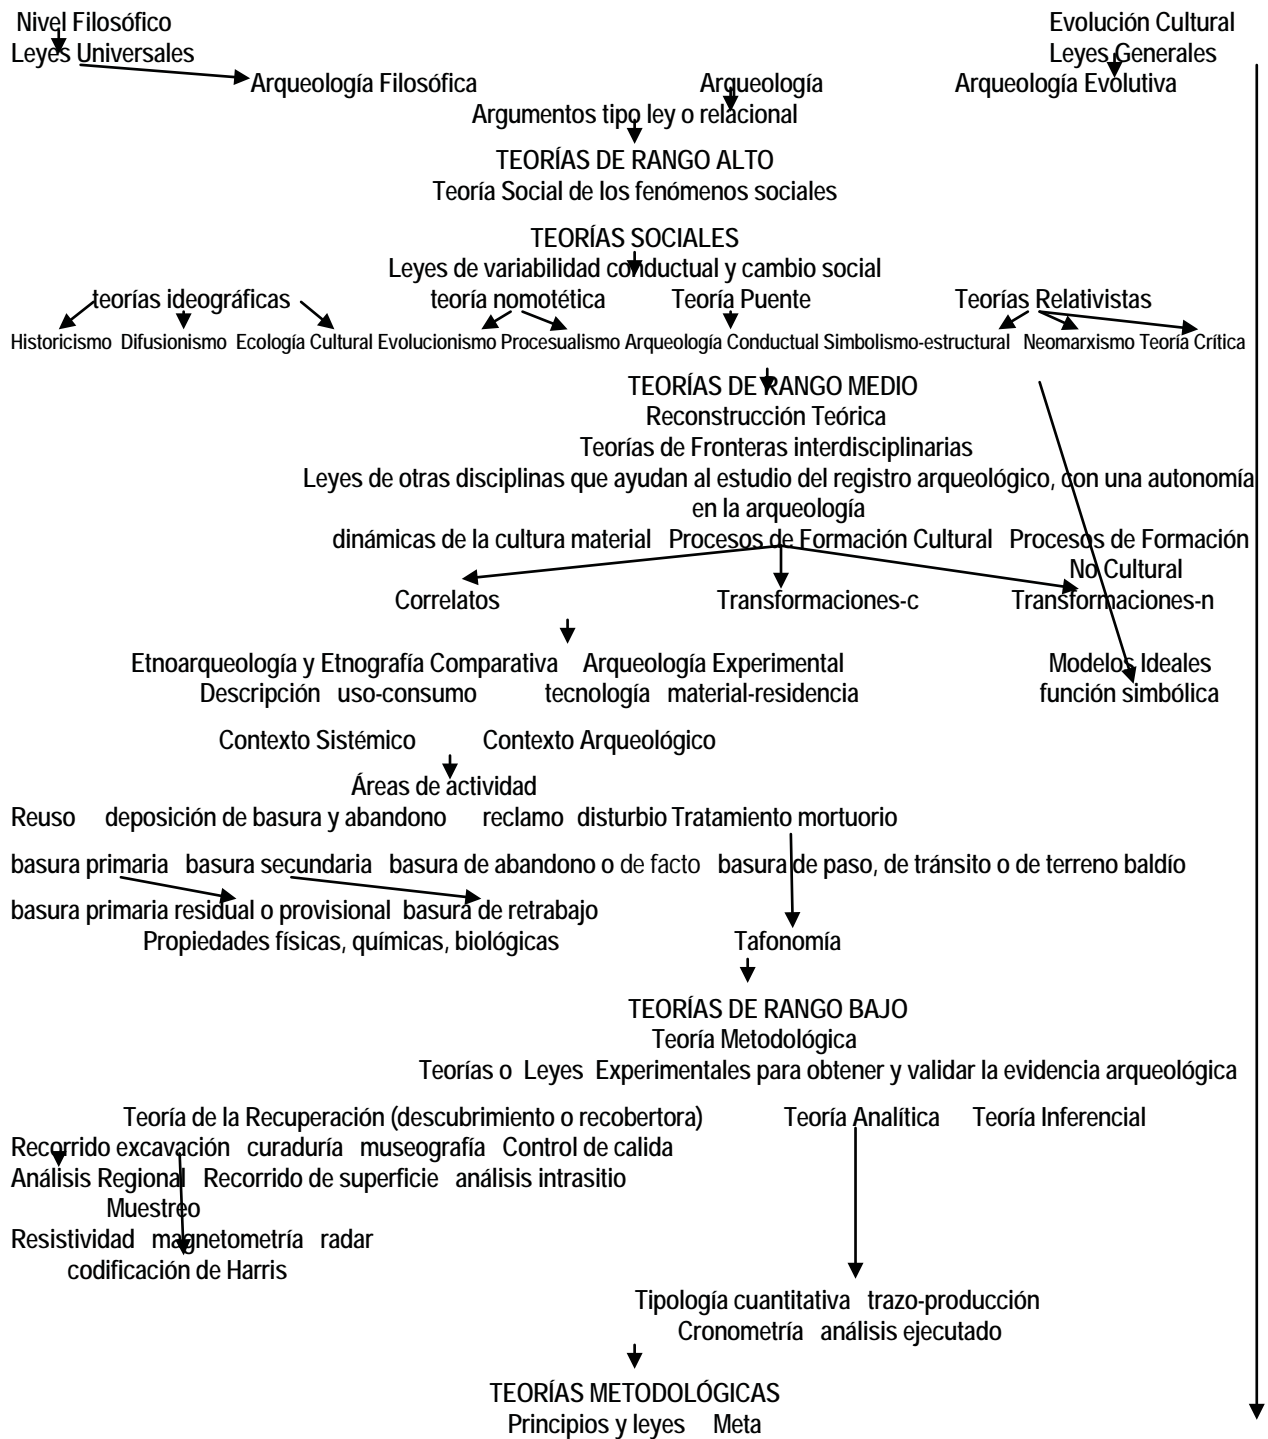 Nivel Filosófico Evolución Cultural
Leyes Universales Leyes Generales
Arqueología Filosófica Arqueología Arqueología Evolutiva
Argumentos tipo ley o relacional
TEORÍAS DE RANGO ALTO
Teoría Social de los fenómenos sociales
TEORÍAS SOCIALES
Leyes de variabilidad conductual y cambio social
teorías ideográficas teoría nomotética Teoría Puente Teorías Relativistas
Historicismo Difusionismo Ecología Cultural Evolucionismo Procesualismo Arqueología Conductual Simbolismo-estructural Neomarxismo Teoría Crítica
TEORÍAS DE RANGO MEDIO
Reconstrucción Teórica
Teorías de Fronteras interdisciplinarias
Leyes de otras disciplinas que ayudan al estudio del registro arqueológico, con una autonomía
en la arqueología
dinámicas de la cultura material Procesos de Formación Cultural Procesos de Formación
No Cultural
Correlatos Transformaciones-c Transformaciones-n
Etnoarqueología y Etnografía Comparativa Arqueología Experimental Modelos Ideales
Descripción uso-consumo tecnología material-residencia función simbólica
Contexto Sistémico Contexto Arqueológico
Áreas de actividad
Reuso deposición de basura y abandono reclamo disturbio Tratamiento mortuorio
basura primaria basura secundaria basura de abandono o de facto basura de paso, de tránsito o de terreno baldío
basura primaria residual o provisional basura de retrabajo
Propiedades físicas, químicas, biológicas Tafonomía
TEORÍAS DE RANGO BAJO
Teoría Metodológica
Teorías o Leyes Experimentales para obtener y validar la evidencia arqueológica
Teoría de la Recuperación (descubrimiento o recobertora) Teoría Analítica Teoría Inferencial
Recorrido excavación curaduría museografía Control de calida
Análisis Regional Recorrido de superficie análisis intrasitio
Muestreo
Resistividad magnetometría radar
codificación de Harris
Tipología cuantitativa trazo-producción
Cronometría análisis ejecutado
TEORÍAS METODOLÓGICAS
Principios y leyes Meta